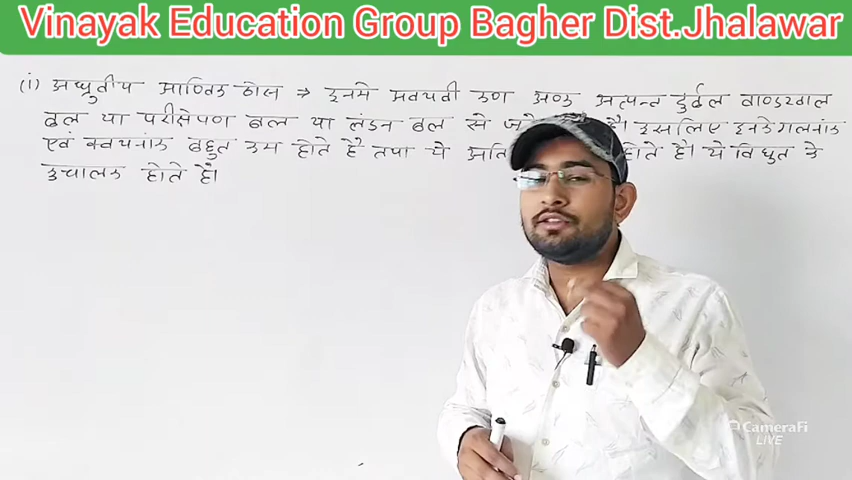 Vinayak Education Group Bagher Dist.Jhalawar
(i) अध्रुवीय आण्विक ठोस ⇒ इनमे अवयवी कण अणु अत्यन्त दुर्बल वाण्डरवाल
बल या परीक्षेपण बल या लंडन बल से है। इसलिए इनके गलनांक
एवं क्वथनांक बहुत कम होते है तथा ये अति होते है। ये विधुत के
कुचालक होते है।
CameraFi
LIVE